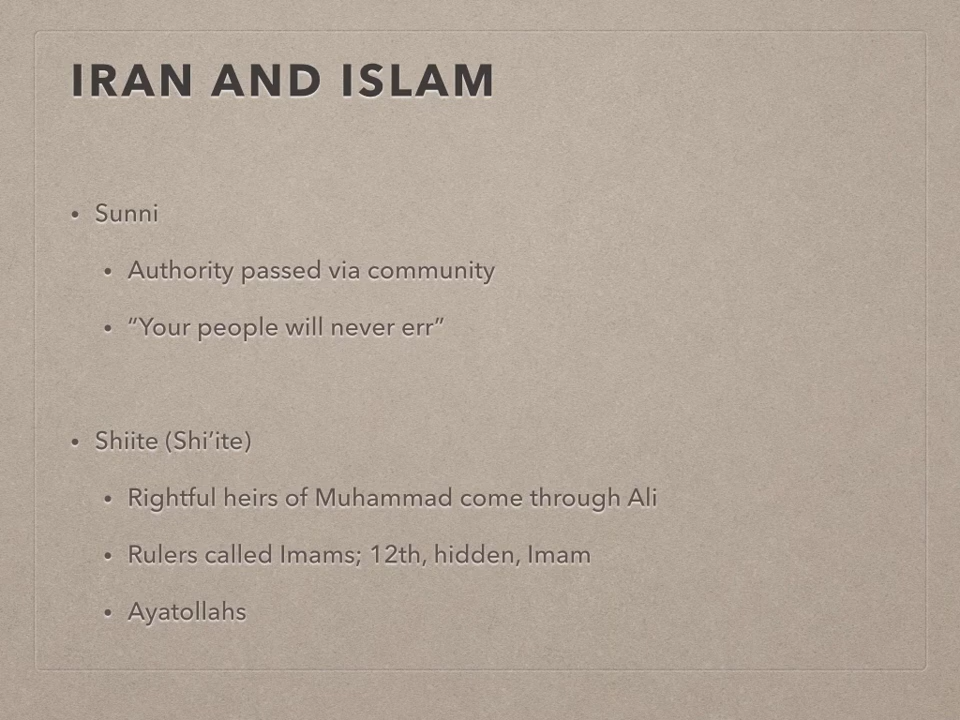 IRAN AND ISLAM
• Sunni
• Authority passed via community
• “Your people will never err”
• Shiite (Shi’ite)
• Rightful heirs of Muhammad come through Ali
• Rulers called Imams; 12th, hidden, Imam
• Ayatollahs